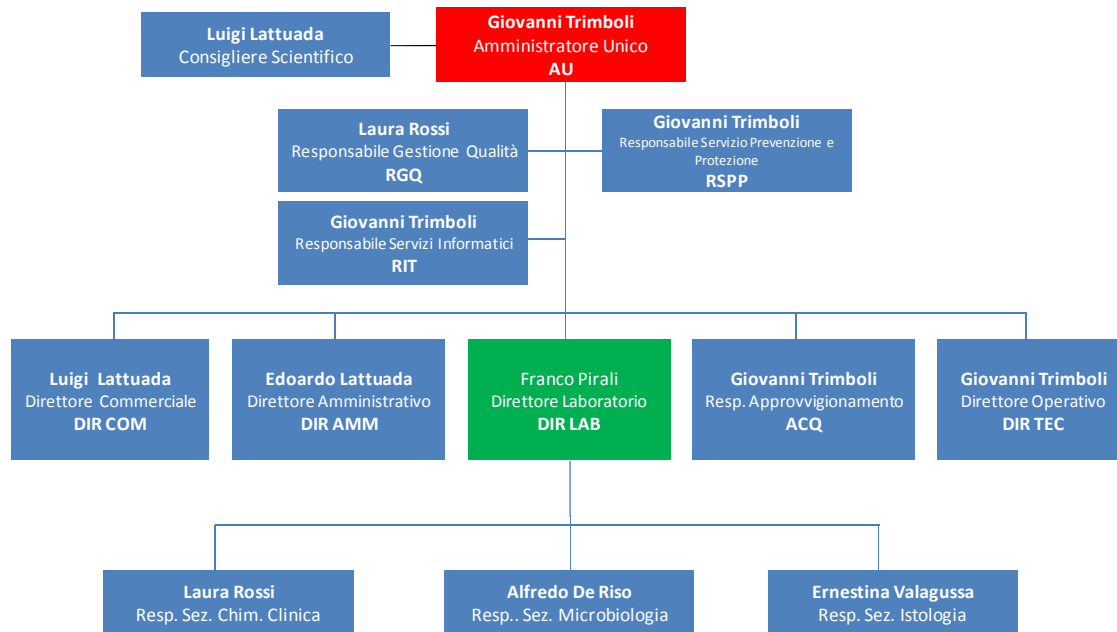 Luigi Lattuada
Consigliere Scientifico
Giovanni Trimboli
Amministratore Unico
AU
Laura Rossi
Responsabile Gestione Qualità
RGQ
Giovanni Trimboli
Responsabile Servizio Prevenzione e
Protezione
RSPP
Giovanni Trimboli
Responsabile Servizi Informatici
RIT
Luigi Lattuada
Direttore Commerciale
DIR COM
Edoardo Lattuada
Direttore Amministrativo
DIR AMM
Franco Pirali
Direttore Laboratorio
DIR LAB
Giovanni Trimboli
Resp. Approvvigionamento
ACQ
Giovanni Trimboli
Direttore Operativo
DIR TEC
Laura Rossi
Resp. Sez. Chim. Clinica
Alfredo De Riso
Resp.. Sez. Microbiologia
Ernestina Valagussa
Resp. Sez. Istologia